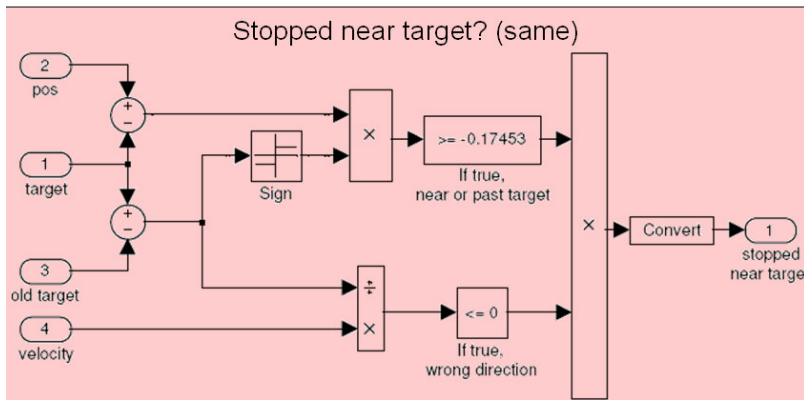 Stopped near target? (same)
2
pos
+
−
×
>= -0.17453
1
target
Sign
If true,
near or past target
+
−
×
Convert
1
stopped
near targe
3
old target
÷
×
<= 0
4
velocity
If true,
wrong direction